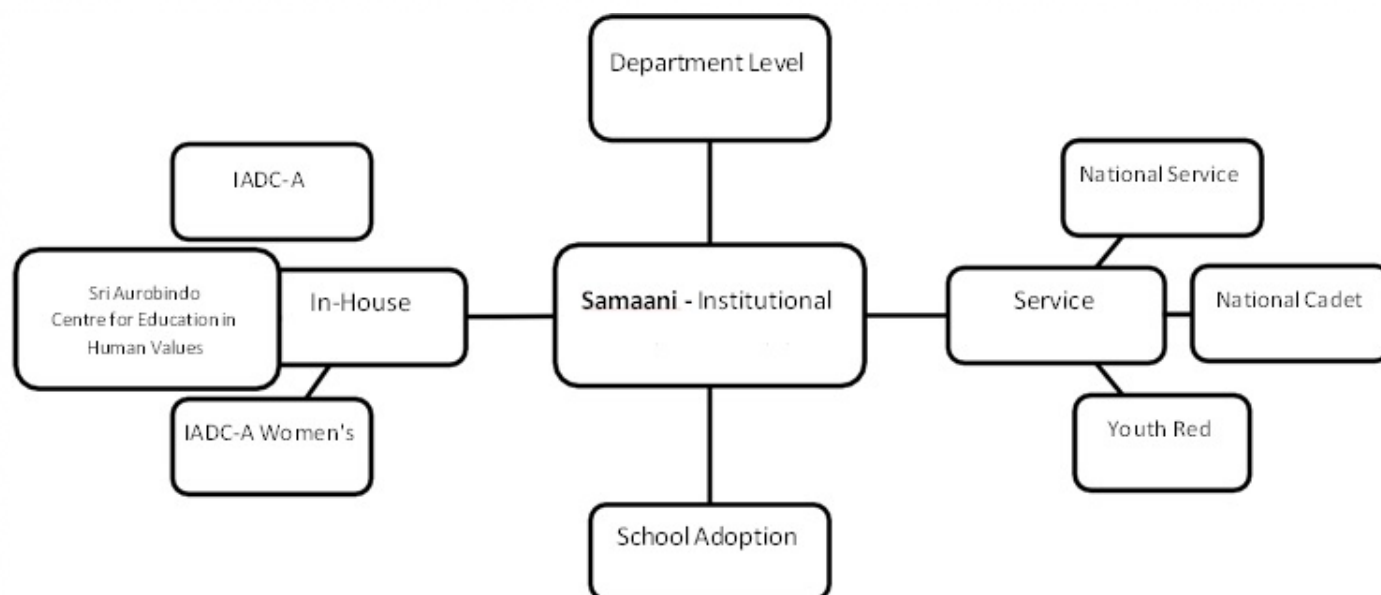 Department Level
IADC-A
National Service
Sri Aurobindo
Centre for Education in
Human Values
In-House
Samaani - Institutional
Service
National Cadet
IADC-A Women's
Youth Red
School Adoption